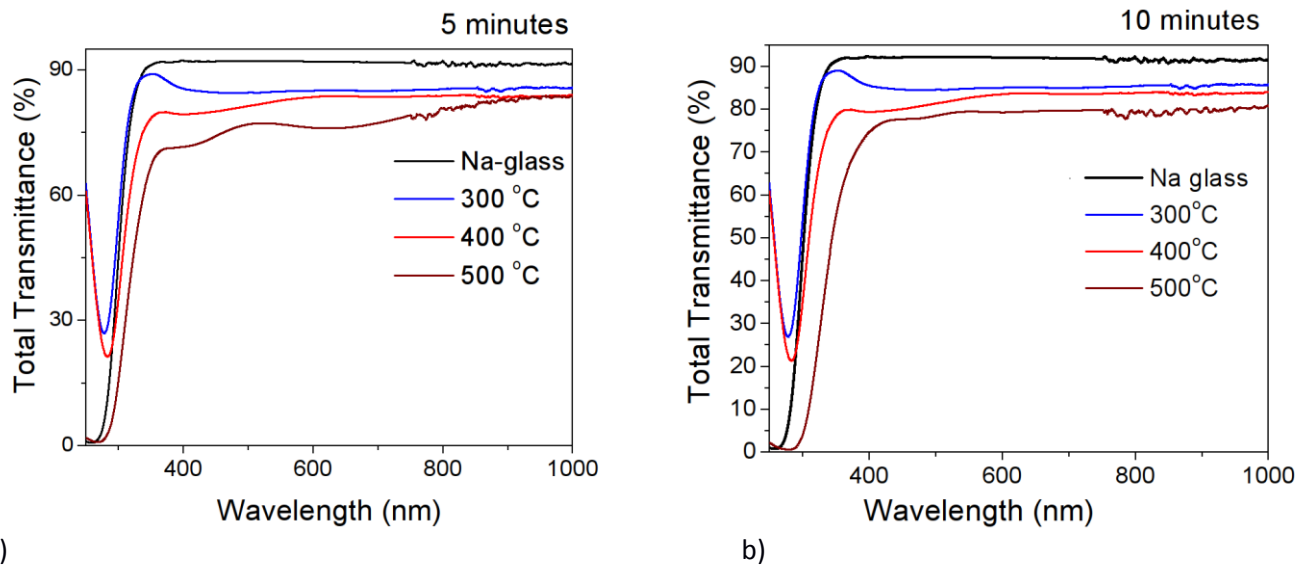 5 minutes
Total Transmittance (%)
90
60
30
0
400
600
800
1000
Wavelength (nm)
Na-glass
300 °C
400 °C
500 °C
)
10 minutes
Total Transmittance (%)
90
80
70
60
50
40
30
20
10
0
400
600
800
1000
Wavelength (nm)
Na glass
300°C
400°C
500°C
b)